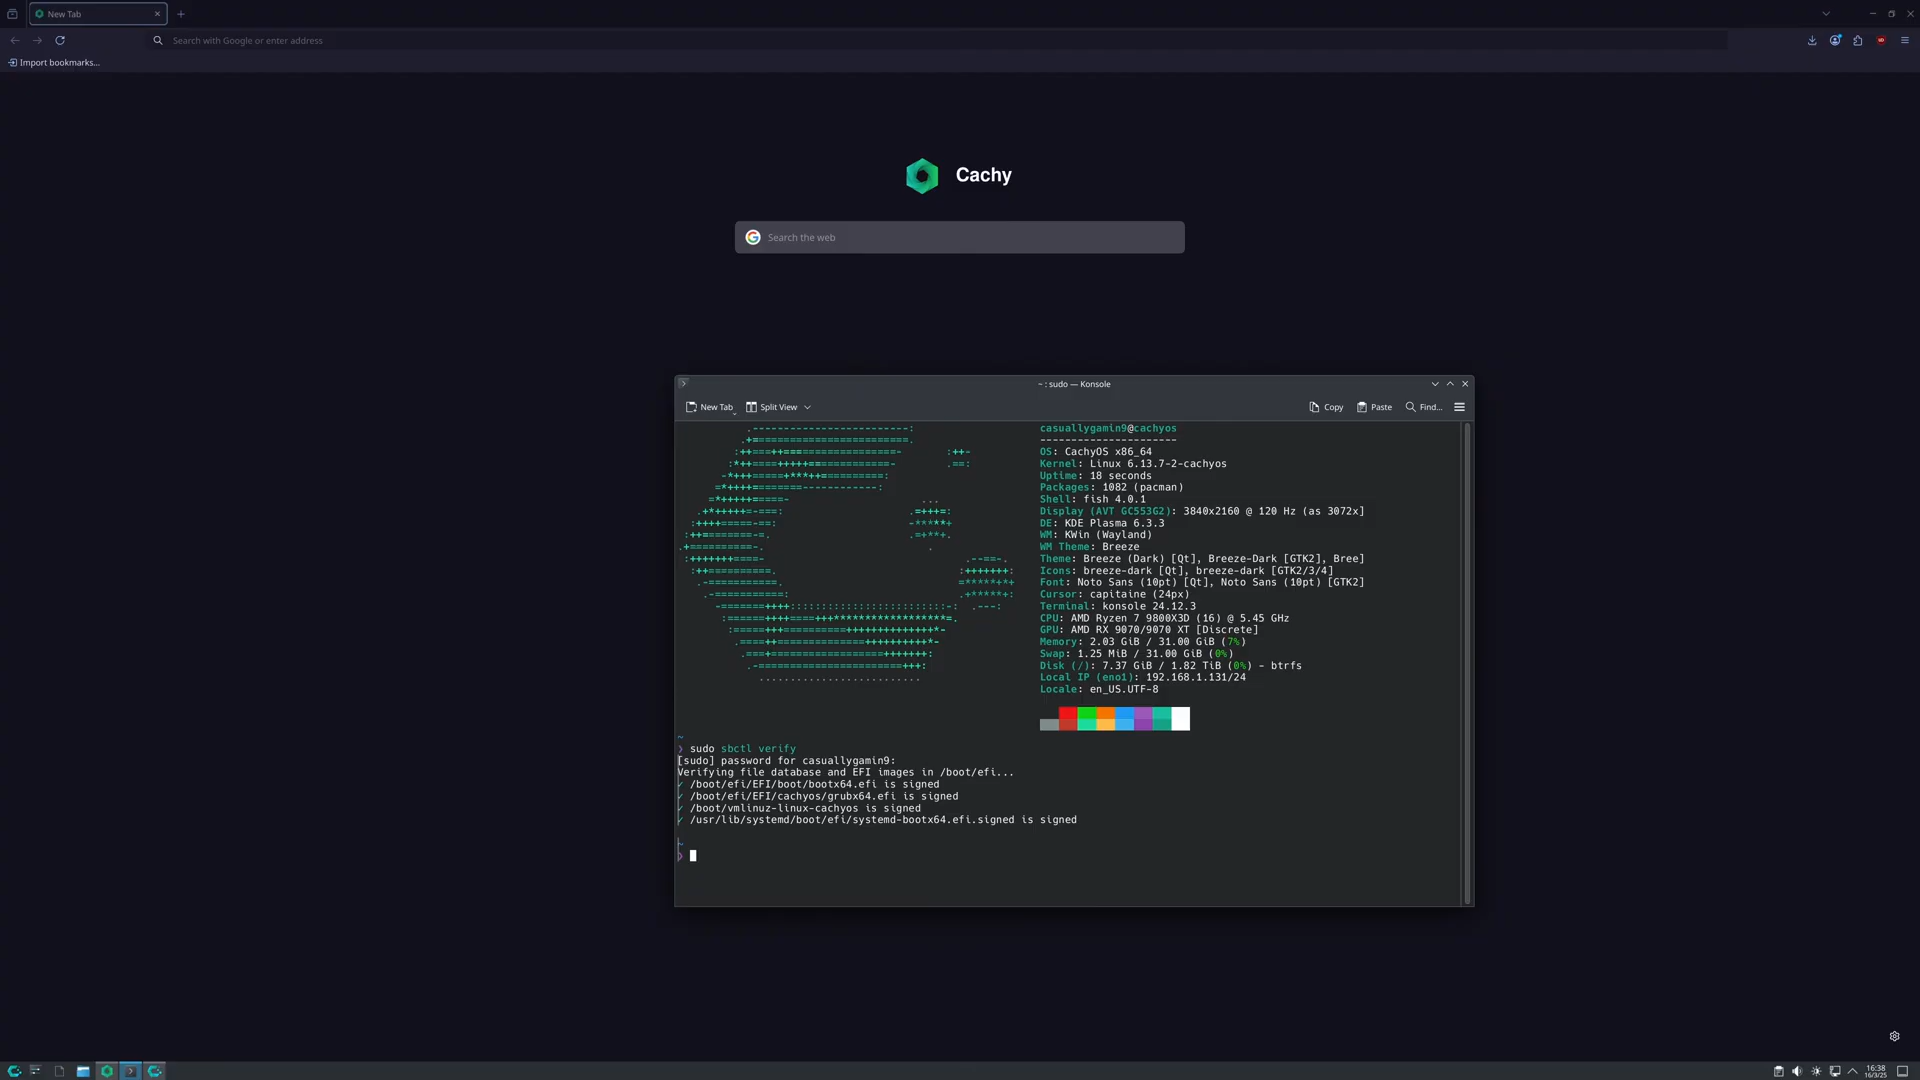 New Tab
Search with Google or enter address
Import bookmarks...
Cachy
Search the web
~ : sudo — Konsole
New Tab
Split View
Copy
Paste
Find...
casuallygamin9@cachyos
----------------------
OS: CachyOS x86_64
Kernel: Linux 6.13.7-2-cachyos
Uptime: 18 seconds
Packages: 1082 (pacman)
Shell: fish 4.0.1
Display (AVT GC553G2): 3840x2160 @ 120 Hz (as 3072x]
DE: KDE Plasma 6.3.3
WM: KWin (Wayland)
WM Theme: Breeze
Theme: Breeze (Dark) [Qt], Breeze-Dark [GTK2], Bree]
Icons: breeze-dark [Qt], breeze-dark [GTK2/3/4]
Font: Noto Sans (10pt) [Qt], Noto Sans (10pt) [GTK2]
Cursor: capitaine (24px)
Terminal: konsole 24.12.3
CPU: AMD Ryzen 7 9800X3D (16) @ 5.45 GHz
GPU: AMD RX 9070/9070 XT [Discrete]
Memory: 2.03 GiB / 31.00 GiB (7%)
Swap: 1.25 MiB / 31.00 GiB (0%)
Disk (/): 7.37 GiB / 1.82 TiB (0%) - btrfs
Local IP (eno1): 192.168.1.131/24
Locale: en_US.UTF-8
~
❯ sudo sbctl verify
[sudo] password for casuallygamin9:
Verifying file database and EFI images in /boot/efi...
✓ /boot/efi/EFI/boot/bootx64.efi is signed
✓ /boot/efi/EFI/cachyos/grubx64.efi is signed
✓ /boot/vmlinuz-linux-cachyos is signed
✓ /usr/lib/systemd/boot/efi/systemd-bootx64.efi.signed is signed
~
❯
16:38
16/3/25